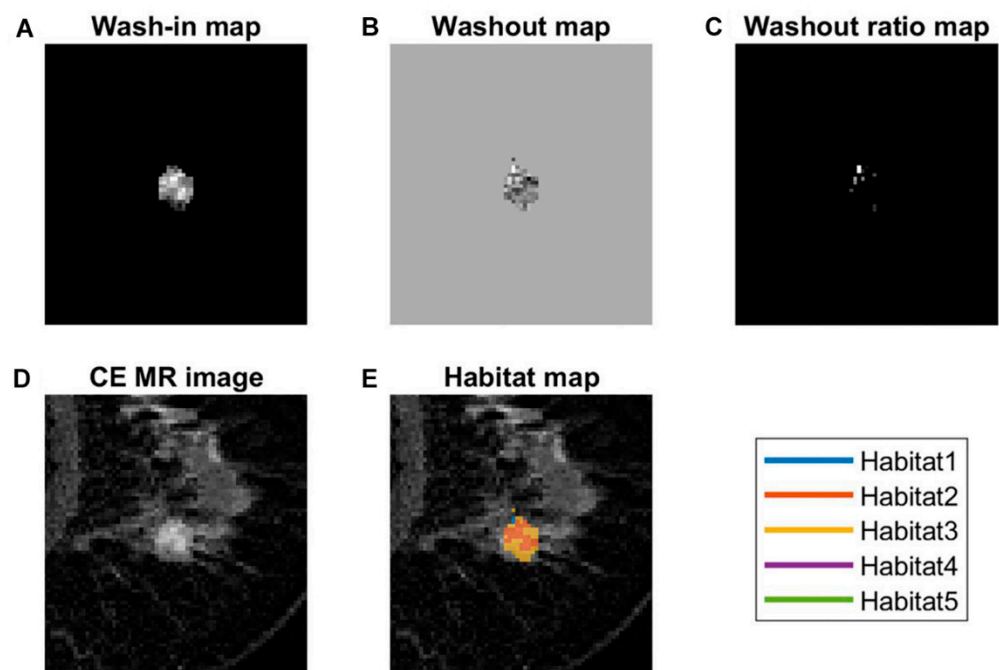 A Wash-in map
B Washout map
C Washout ratio map
D CE MR image
E Habitat map
Habitat1
Habitat2
Habitat3
Habitat4
Habitat5